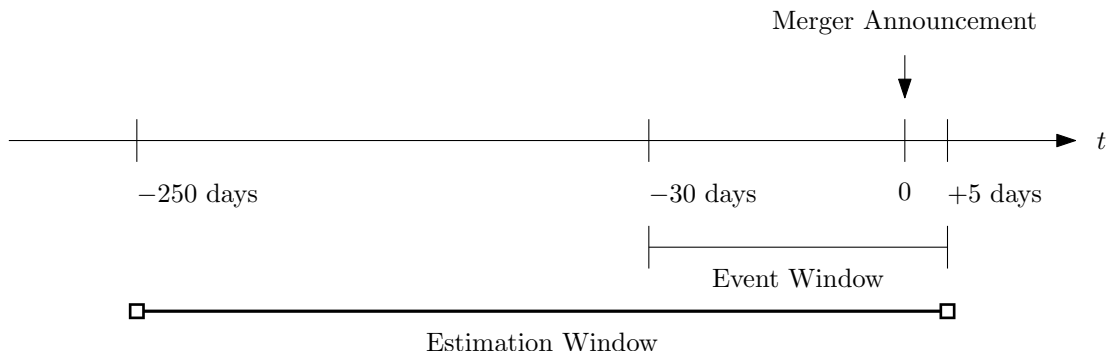 Merger Announcement
t
−250 days
−30 days
0
+5 days
Event Window
Estimation Window